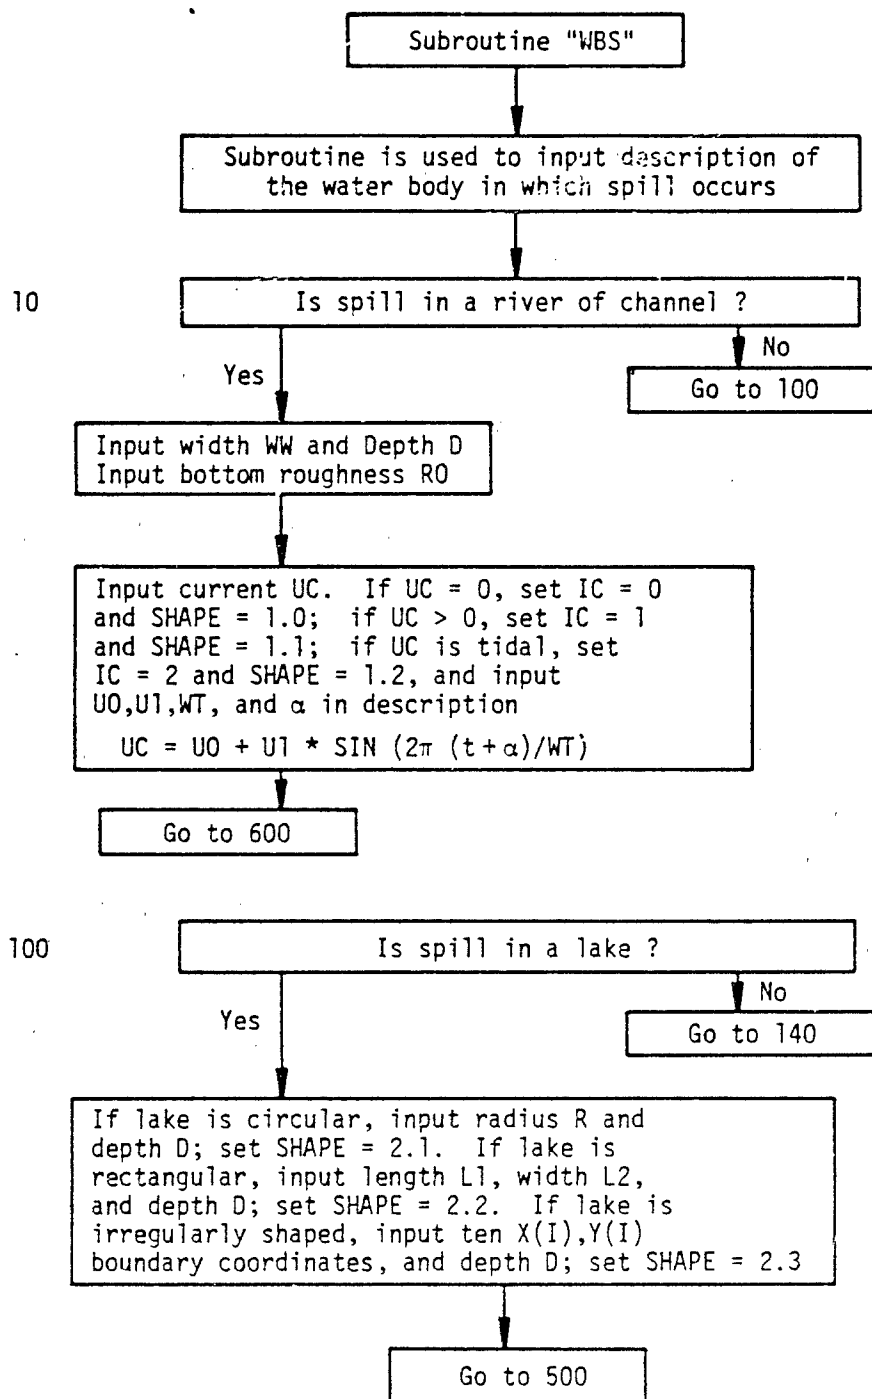 Subroutine "WBS"
Subroutine is used to input description of
the water body in which spill occurs
10
Is spill in a river of channel ?
No
Yes
Go to 100
Input width WW and Depth D
Input bottom roughness RO
Input current UC. If UC = 0, set IC = 0
and SHAPE = 1.0; if UC > 0, set IC = 1
and SHAPE = 1.1; if UC is tidal, set
IC = 2 and SHAPE = 1.2, and input
U0,U1,WT, and α in description
UC = U0 + U1 * SIN (2π (t+α)/WT)
Go to 600
100
Is spill in a lake ?
No
Yes
Go to 140
If lake is circular, input radius R and
depth D; set SHAPE = 2.1. If lake is
rectangular, input length L1, width L2,
and depth D; set SHAPE = 2.2. If lake is
irregularly shaped, input ten X(I),Y(I)
boundary coordinates, and depth D; set SHAPE = 2.3
Go to 500